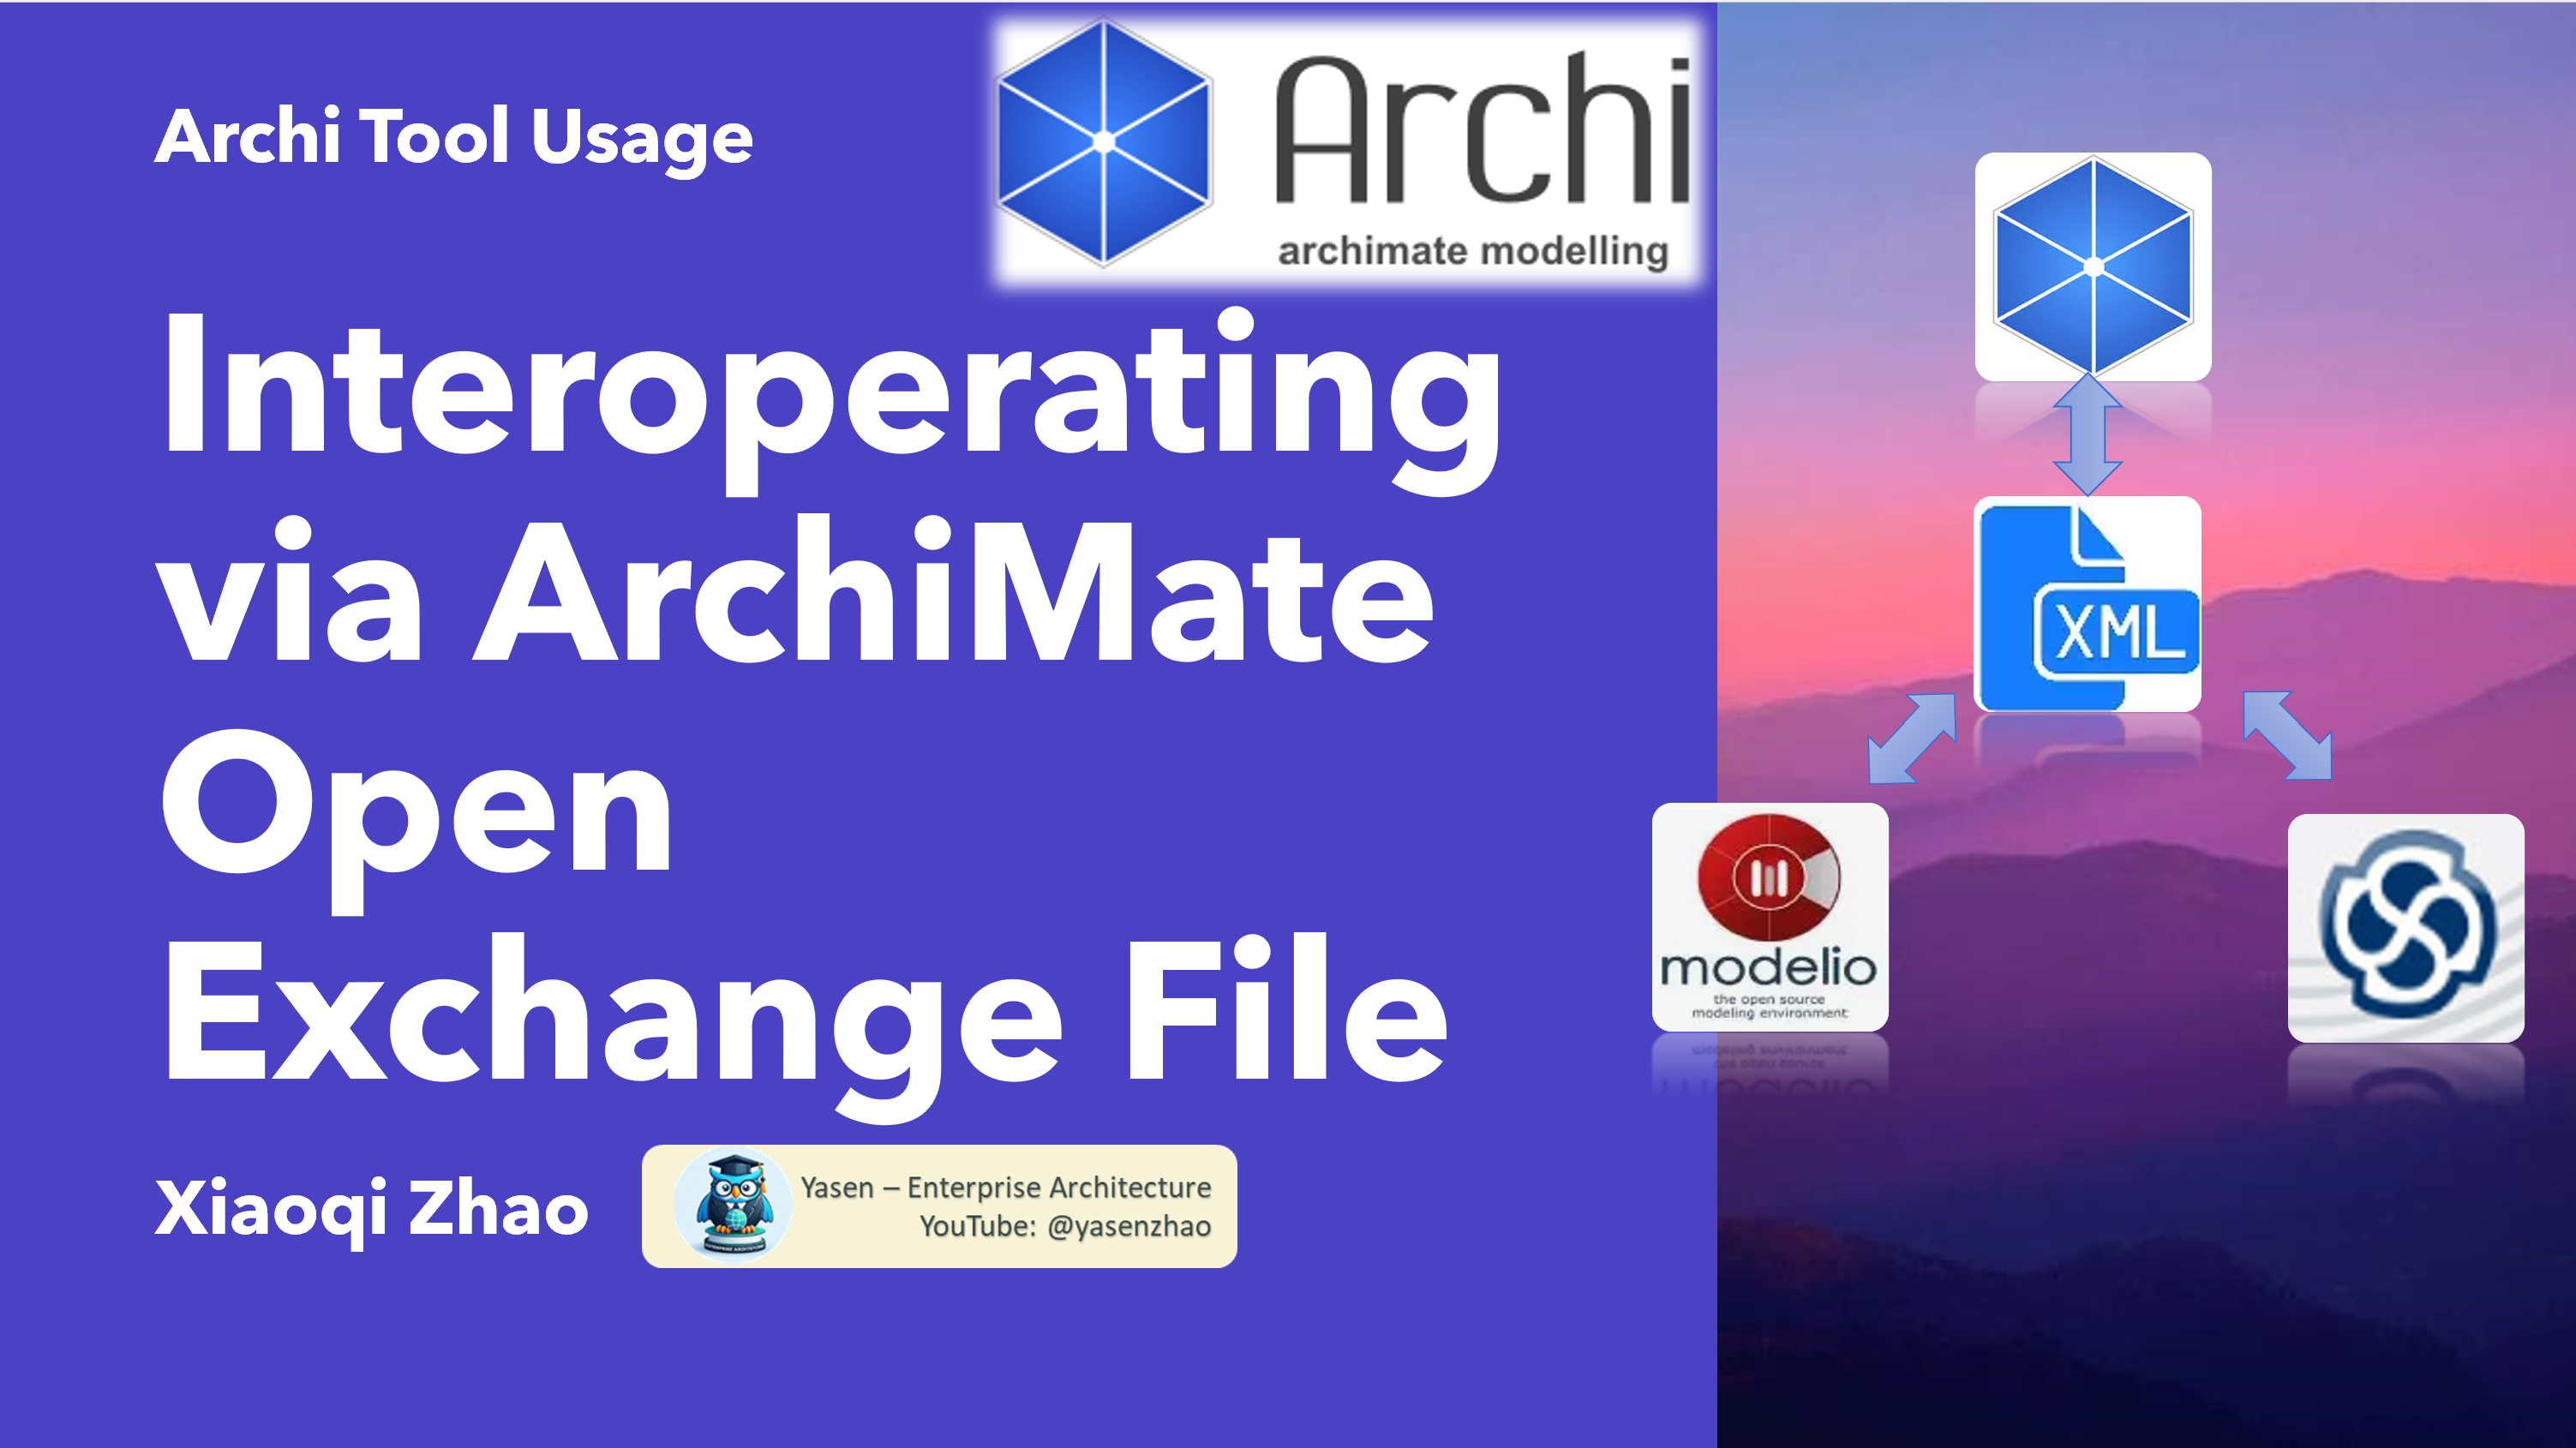 Archi Tool Usage
Archi
archimate modelling
Interoperating
via ArchiMate
Open
Exchange File
XML
modelio
the open source
modeling environment
Xiaoqi Zhao
Yasen – Enterprise Architecture
YouTube: @yasenzhao